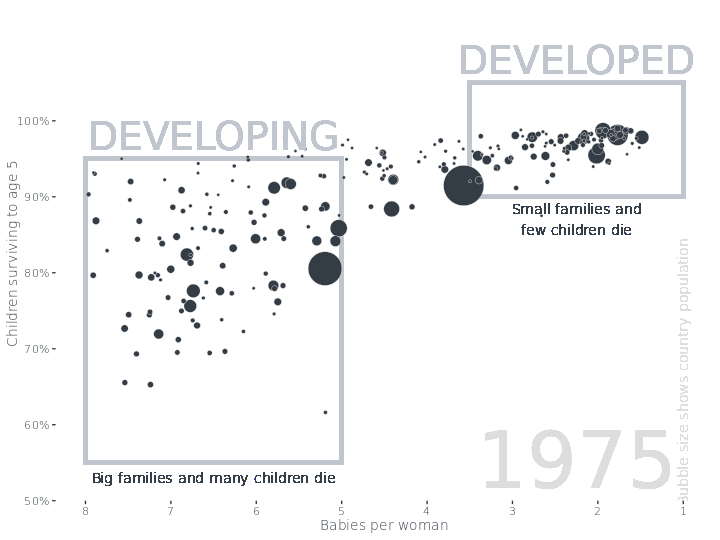 DEVELOPED
DEVELOPING
100%
90%
80%
70%
60%
50%
Children surviving to age 5
Small families and
few children die
Bubble size shows country population
1975
Big families and many children die
8 7 6 5 4 3 2 1
Babies per woman